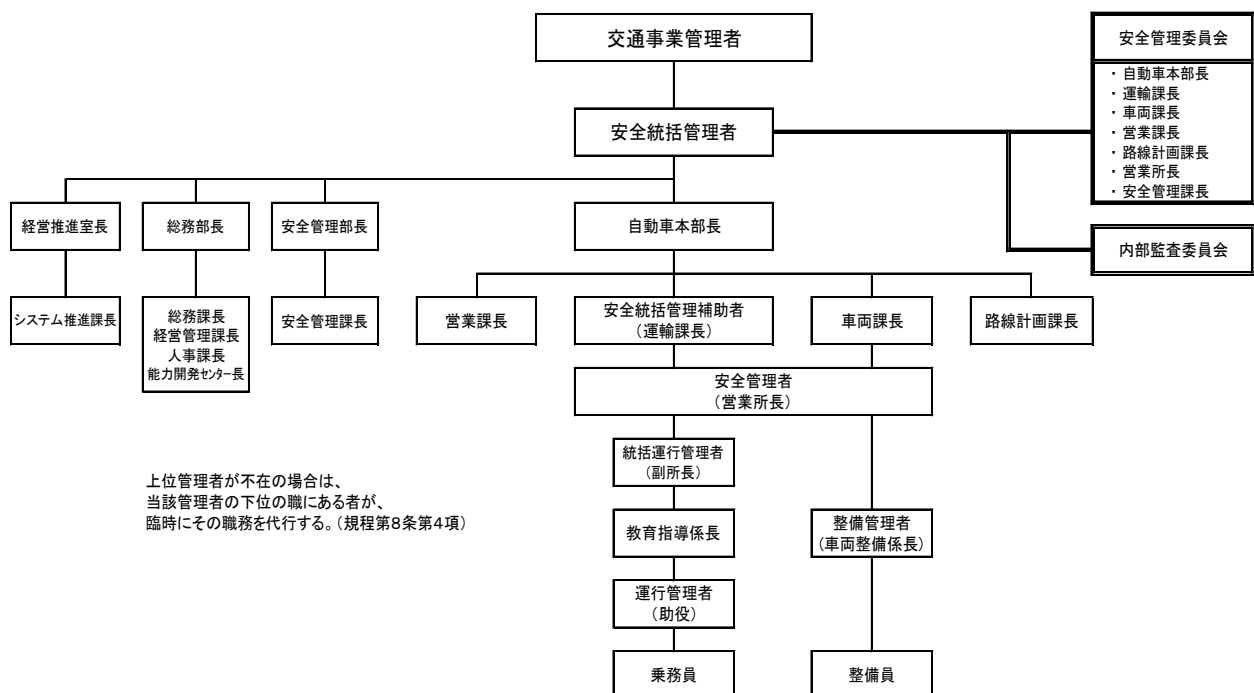 交通事業管理者
安全管理委員会
・ 自動車本部長
・ 運輸課長
・ 車両課長
・ 営業課長
・ 路線計画課長
・ 営業所長
・ 安全管理課長
安全統括管理者
経営推進室長
総務部長
安全管理部長
自動車本部長
内部監査委員会
システム推進課長
総務課長
経営管理課長
人事課長
能力開発ｾﾝﾀｰ長
安全管理課長
営業課長
安全統括管理補助者
（運輸課長）
車両課長
路線計画課長
安全管理者
（営業所長）
統括運行管理者
（副所長）
上位管理者が不在の場合は、
当該管理者の下位の職にある者が、
臨時にその職務を代行する。（規程第８条第４項）
教育指導係長
整備管理者
（車両整備係長）
運行管理者
（助役）
乗務員
整備員